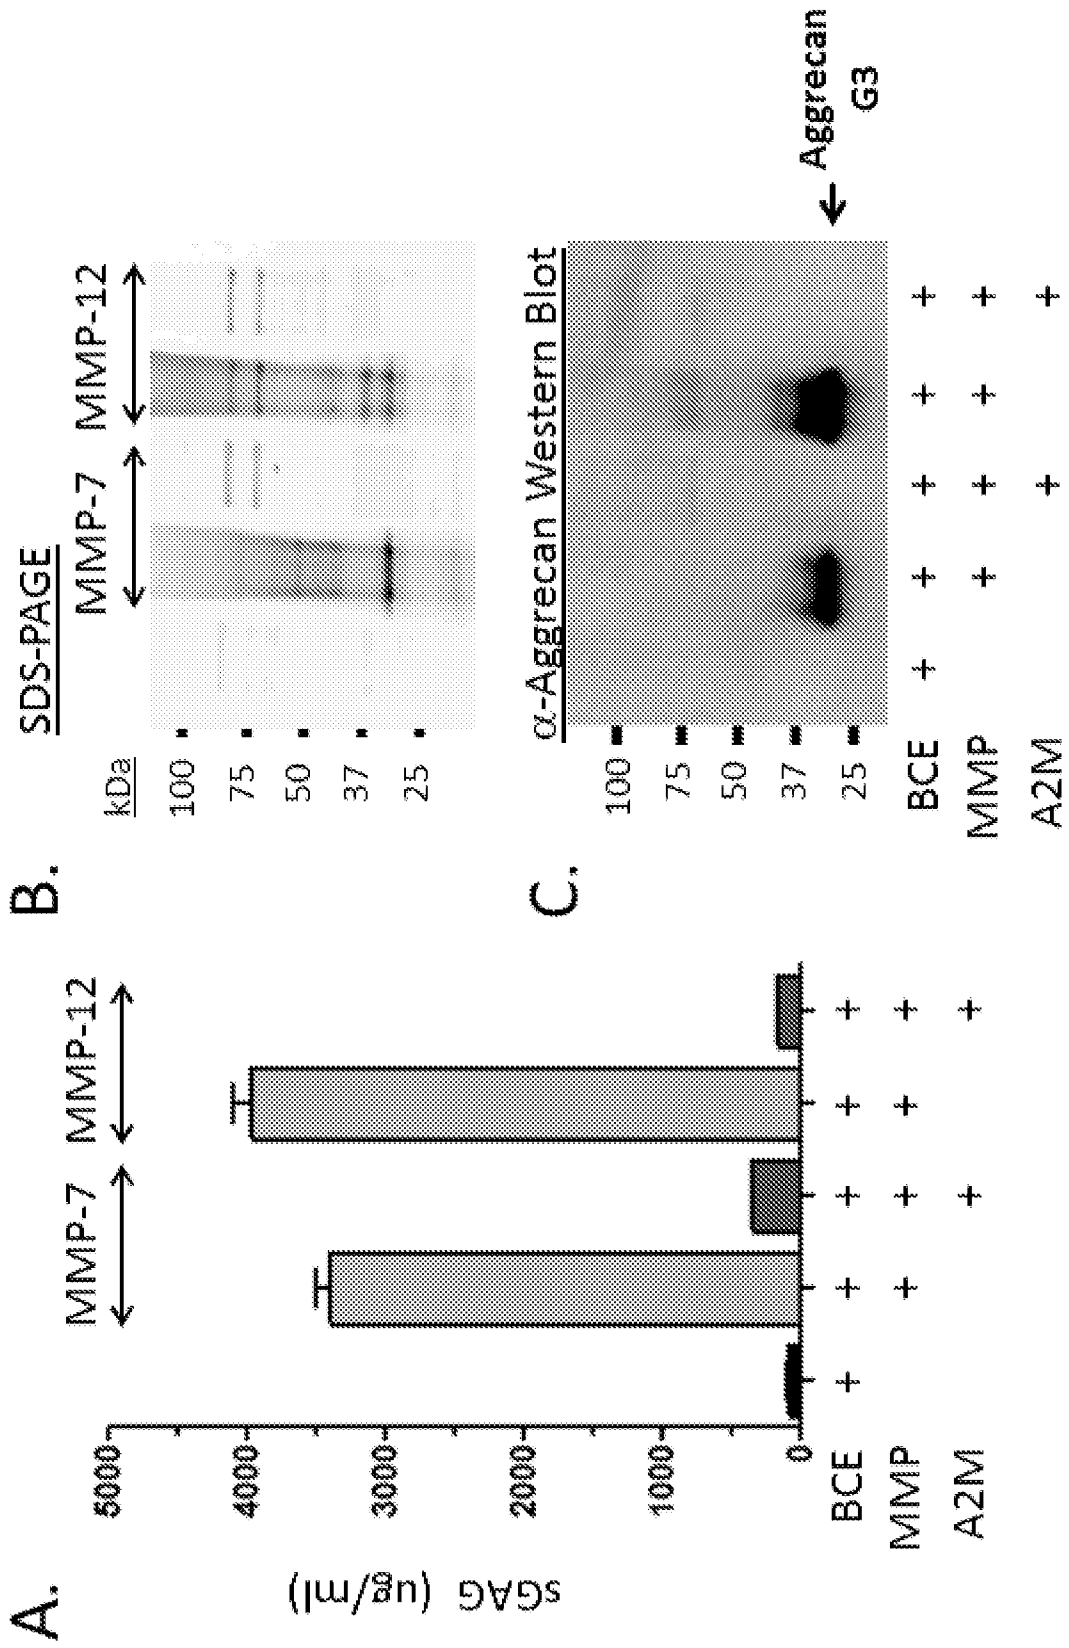 A.
MMP-7 MMP-12
sGAG (ug/ml)
5000
4000
3000
2000
1000
0
BCE + + + + +
MMP + + + +
A2M + +
B.
SDS-PAGE
MMP-7 MMP-12
kDa
100
75
50
37
25
C.
α-Aggrecan Western Blot
100
75
50
37
25
Aggrecan
G3
BCE + + + + +
MMP + + + +
A2M + +